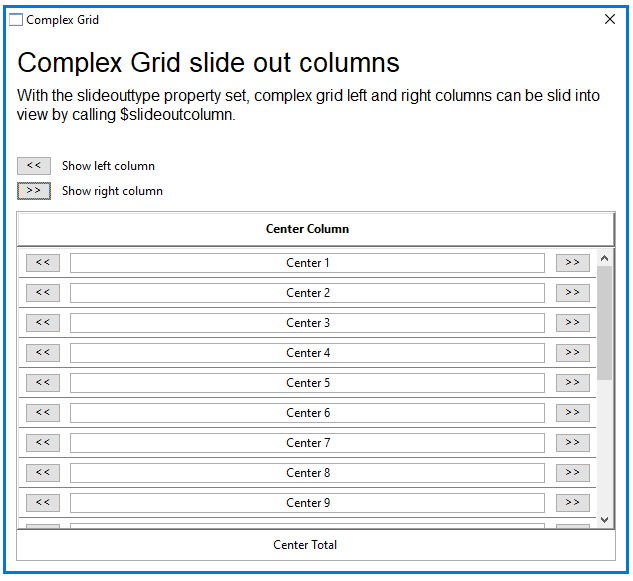 Complex Grid
Complex Grid slide out columns
With the slideouttype property set, complex grid left and right columns can be slid into
view by calling $slideoutcolumn.
<< Show left column
>> Show right column
Center Column
<< Center 1 >>
<< Center 2 >>
<< Center 3 >>
<< Center 4 >>
<< Center 5 >>
<< Center 6 >>
<< Center 7 >>
<< Center 8 >>
<< Center 9 >>
Center Total